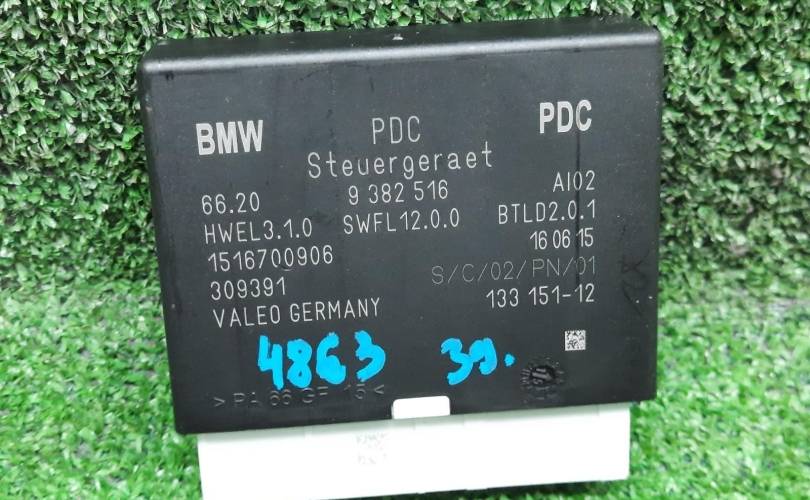 BMW PDC PDC
Steuergeraet
66.20 9 382 516 AI02
HWEL3.1.0 SWFL12.0.0 BTLD2.0.1
1516700906 16 06 15
309391 S/C/02/PN/01
VALEO GERMANY 133 151-12
4863 39.
>PA 66 GF 15<